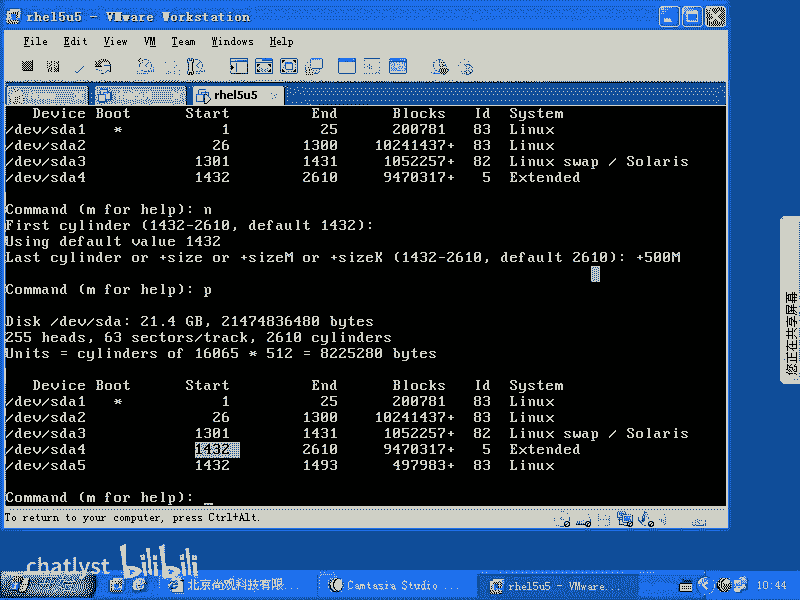 rhel5u5 - VMware Workstation
File Edit View VM Team Windows Help
rhel5u5
Device Boot Start End Blocks Id System
/dev/sda1 * 1 25 200781 83 Linux
/dev/sda2 26 1300 10241437+ 83 Linux
/dev/sda3 1301 1431 1052257+ 82 Linux swap / Solaris
/dev/sda4 1432 2610 9470317+ 5 Extended
Command (m for help): n
First cylinder (1432-2610, default 1432):
Using default value 1432
Last cylinder or +size or +sizeM or +sizeK (1432-2610, default 2610): +500M
Command (m for help): p
Disk /dev/sda: 21.4 GB, 21474836480 bytes
255 heads, 63 sectors/track, 2610 cylinders
Units = cylinders of 16065 * 512 = 8225280 bytes
Device Boot Start End Blocks Id System
/dev/sda1 * 1 25 200781 83 Linux
/dev/sda2 26 1300 10241437+ 83 Linux
/dev/sda3 1301 1431 1052257+ 82 Linux swap / Solaris
/dev/sda4 1432 2610 9470317+ 5 Extended
/dev/sda5 1432 1493 497983+ 83 Linux
Command (m for help): _
To return to your computer, press Ctrl+Alt.
您正在共享屏幕
chatlyst bilibili
北京尚观科技有限... Camtasia Studio ... rhel5u5 - VMware... 10:44